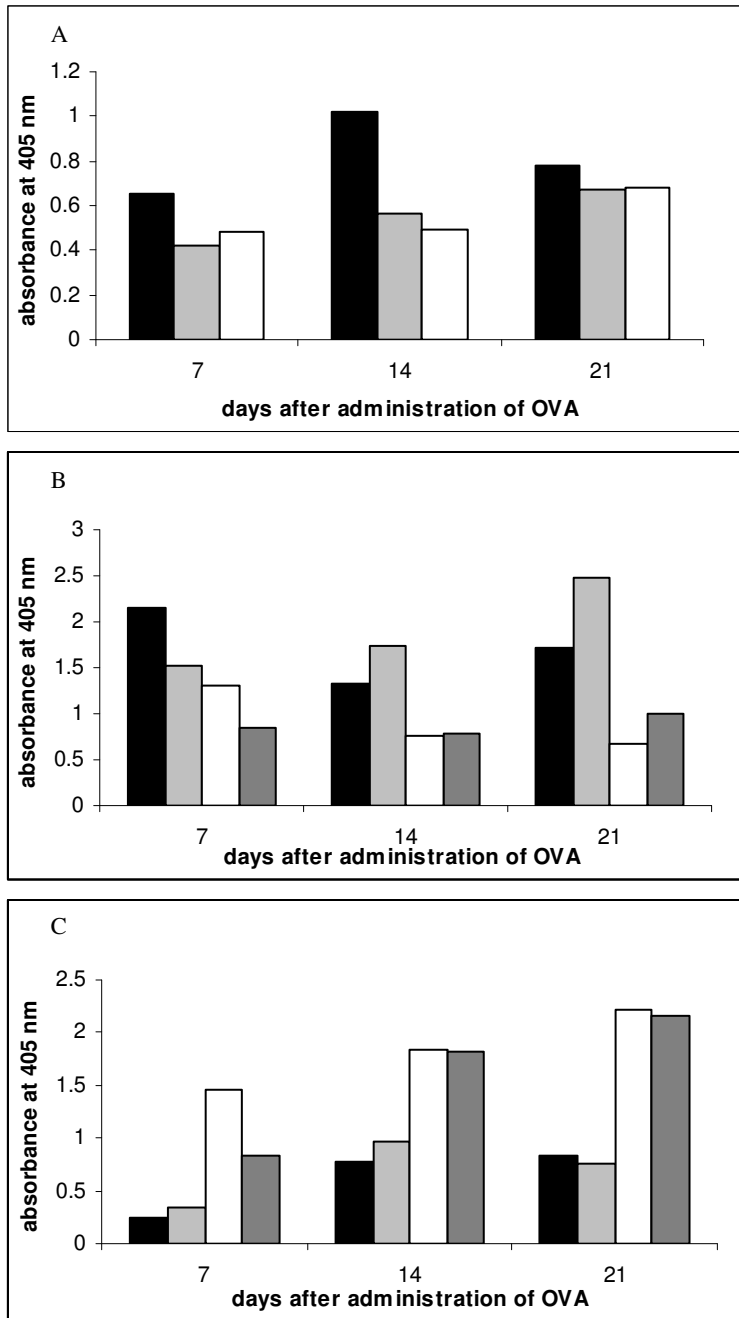 A
absorbance at 405 nm
1.2
1
0.8
0.6
0.4
0.2
0
7 14 21
days after administration of OVA
B
absorbance at 405 nm
3
2.5
2
1.5
1
0.5
0
7 14 21
days after administration of OVA
C
absorbance at 405 nm
2.5
2
1.5
1
0.5
0
7 14 21
days after administration of OVA